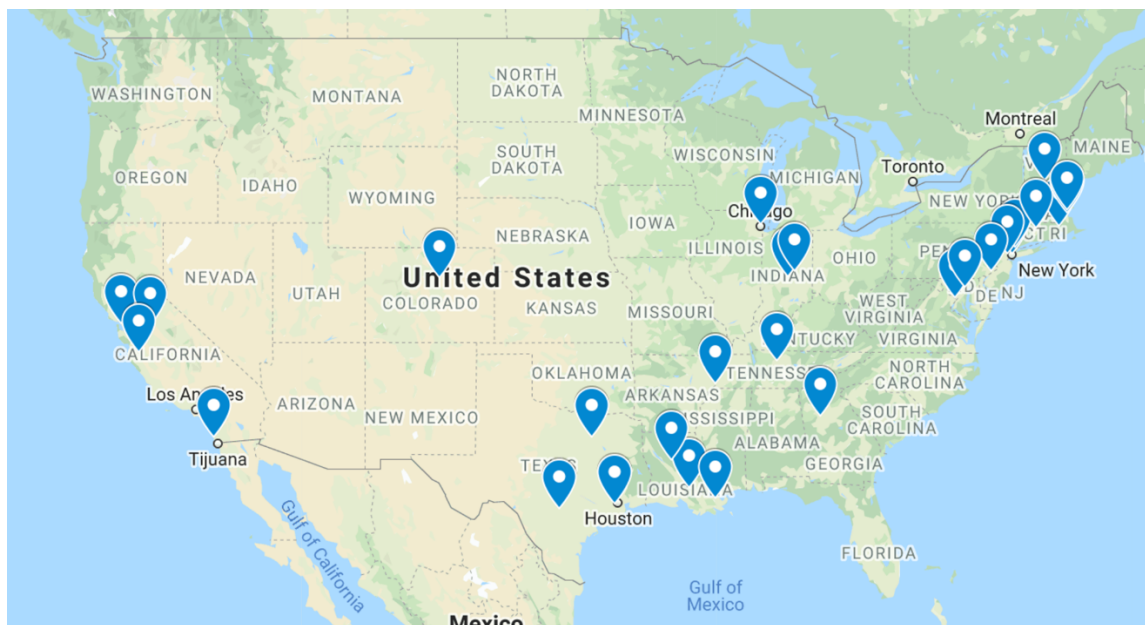 Montreal
WASHINGTON
NORTH
DAKOTA
MONTANA
MINNESOTA
MAINE
WISCONSIN
Toronto
SOUTH
DAKOTA
MICHIGAN
OREGON
IDAHO
WYOMING
NEW YORK
Chicago
IOWA
CT RI
NEBRASKA
ILLINOIS
OHIO
PEN
NEVADA
United States
INDIANA
New York
UTAH
COLORADO
KANSAS
MISSOURI
WEST
VIRGINIA
DE NJ
CALIFORNIA
KENTUCKY
VIRGINIA
OKLAHOMA
TENNESSE
NORTH
CAROLINA
Los Angeles
ARIZONA
NEW MEXICO
ARKANSAS
MISSISSIPPI
SOUTH
CAROLINA
Tijuana
ALABAMA
TEXAS
GEORGIA
LOUISIANA
Houston
Gulf of California
FLORIDA
Gulf of
Mexico
Mexico